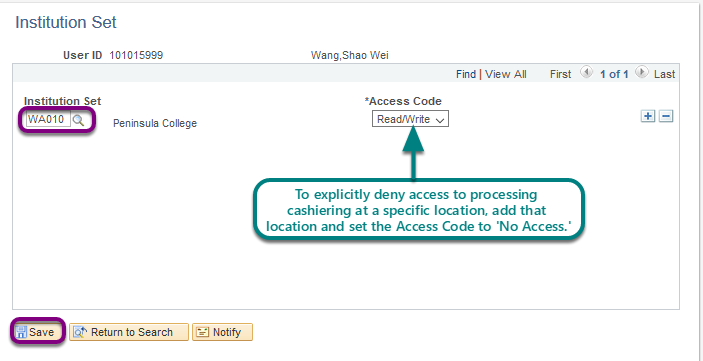 Institution Set
User ID 101015999 Wang,Shao Wei
Find | View All First 1 of 1 Last
Institution Set *Access Code
WA010 Peninsula College Read/Write
To explicitly deny access to processing
cashiering at a specific location, add that
location and set the Access Code to 'No Access.'
Save Return to Search Notify